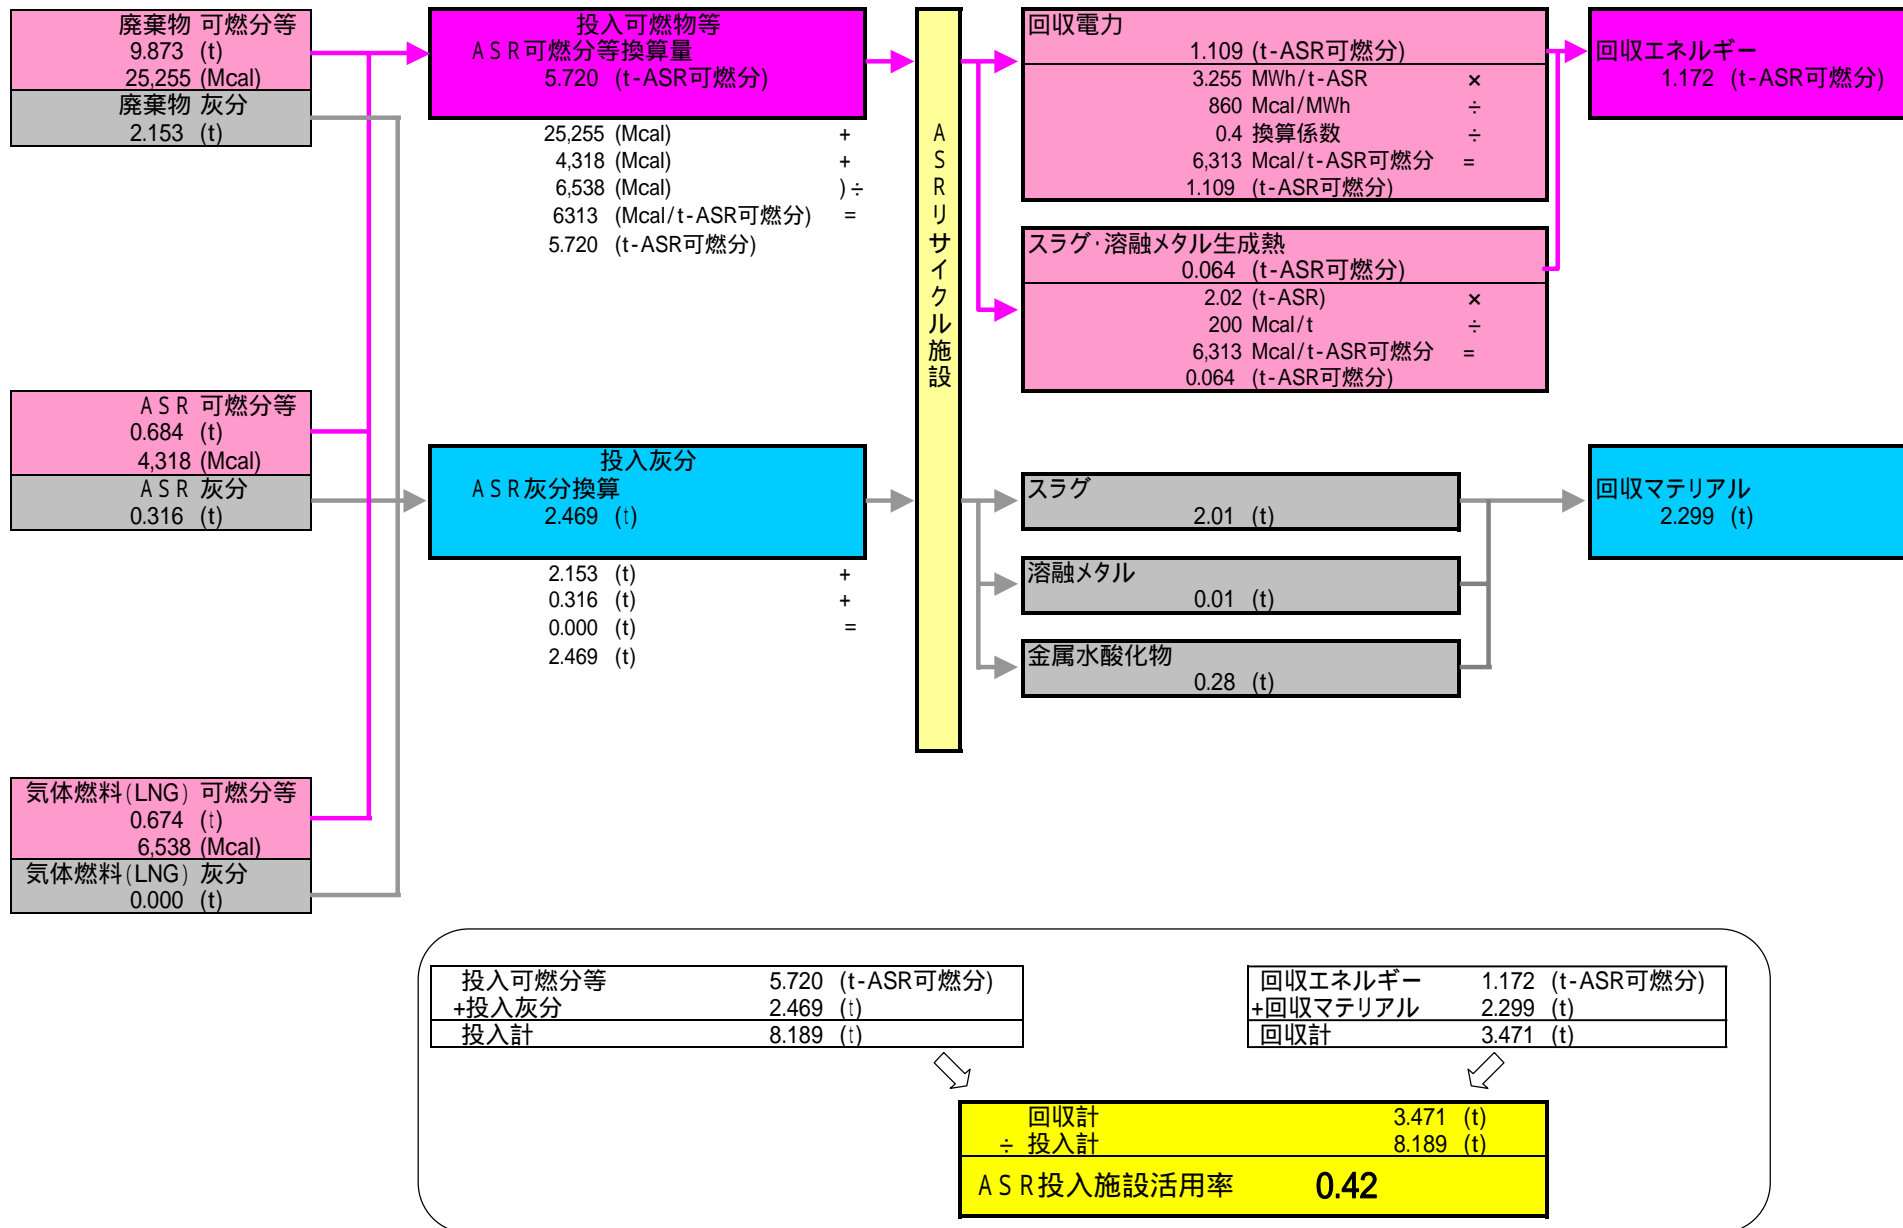 廃棄物 可燃分等
9.873 (t)
25,255 (Mcal)
廃棄物 灰分
2.153 (t)
ASR 可燃分等
0.684 (t)
4,318 (Mcal)
ASR 灰分
0.316 (t)
気体燃料(LNG) 可燃分等
0.674 (t)
6,538 (Mcal)
気体燃料(LNG) 灰分
0.000 (t)
投入可燃物等
ASR可燃分等換算量
5.720 (t-ASR可燃分)
25,255 (Mcal) +
4,318 (Mcal) +
6,538 (Mcal) )÷
6313 (Mcal/t-ASR可燃分) =
5.720 (t-ASR可燃分)
投入灰分
ASR灰分換算
2.469 (t)
2.153 (t) +
0.316 (t) +
0.000 (t) =
2.469 (t)
ASRリサイクル施設
回収電力
1.109 (t-ASR可燃分)
3.255 MWh/t-ASR ×
860 Mcal/MWh ÷
0.4 換算係数 ÷
6,313 Mcal/t-ASR可燃分 =
1.109 (t-ASR可燃分)
スラグ・溶融メタル生成熱
0.064 (t-ASR可燃分)
2.02 (t-ASR) ×
200 Mcal/t ÷
6,313 Mcal/t-ASR可燃分 =
0.064 (t-ASR可燃分)
スラグ
2.01 (t)
溶融メタル
0.01 (t)
金属水酸化物
0.28 (t)
回収エネルギー
1.172 (t-ASR可燃分)
回収マテリアル
2.299 (t)
投入可燃分等 5.720 (t-ASR可燃分)
+投入灰分 2.469 (t)
投入計 8.189 (t)
回収エネルギー 1.172 (t-ASR可燃分)
+回収マテリアル 2.299 (t)
回収計 3.471 (t)
回収計 3.471 (t)
÷ 投入計 8.189 (t)
ASR投入施設活用率 0.42